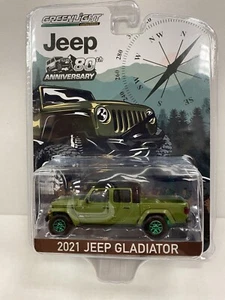 GREENLIGHT
Jeep
80th
ANNIVERSARY
2021 JEEP GLADIATOR